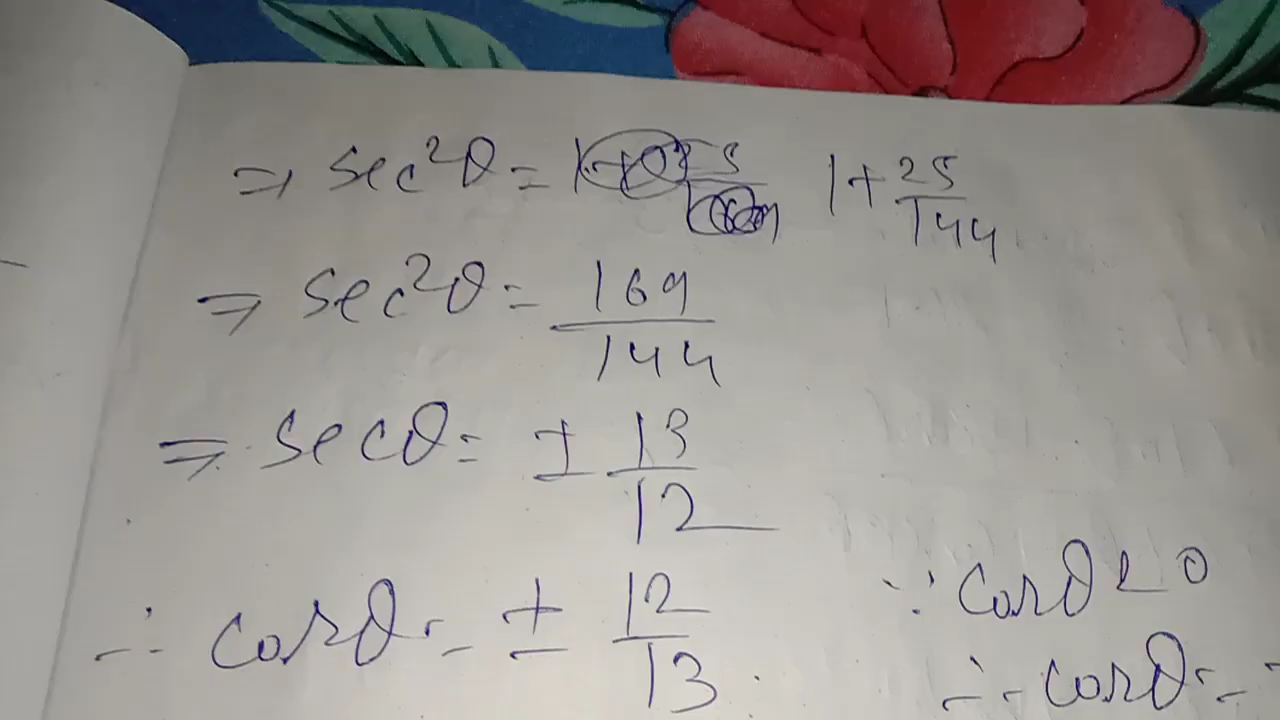 ⇒ sec²θ = 1 + 25/144
⇒ sec²θ = 169/144
⇒ secθ = ± 13/12
∴ cosθ = ± 12/13.
∵ cosθ < 0
∴ cosθ = -